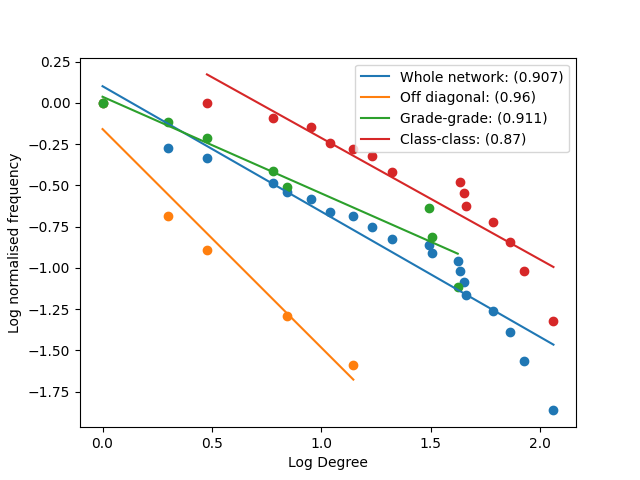 Whole network: (0.907)
Off diagonal: (0.96)
Grade-grade: (0.911)
Class-class: (0.87)
Log normalised frequency
0.25
0.00
−0.25
−0.50
−0.75
−1.00
−1.25
−1.50
−1.75
0.0 0.5 1.0 1.5 2.0
Log Degree